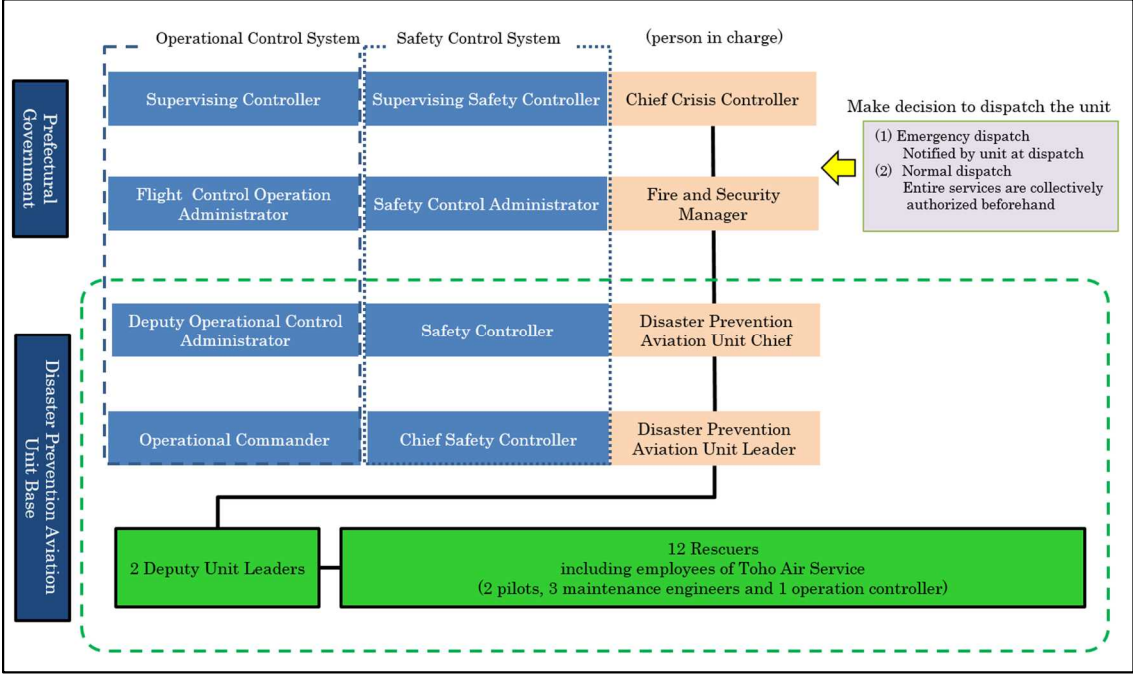 Operational Control System
Safety Control System
(person in charge)
Prefectural
Government
Supervising Controller
Supervising Safety Controller
Chief Crisis Controller
Make decision to dispatch the unit
(1) Emergency dispatch
Notified by unit at dispatch
(2) Normal dispatch
Entire services are collectively
authorized beforehand
Flight Control Operation
Administrator
Safety Control Administrator
Fire and Security
Manager
Disaster Prevention Aviation
Unit Base
Deputy Operational Control
Administrator
Safety Controller
Disaster Prevention
Aviation Unit Chief
Operational Commander
Chief Safety Controller
Disaster Prevention
Aviation Unit Leader
2 Deputy Unit Leaders
12 Rescuers
including employees of Toho Air Service
(2 pilots, 3 maintenance engineers and 1 operation controller)